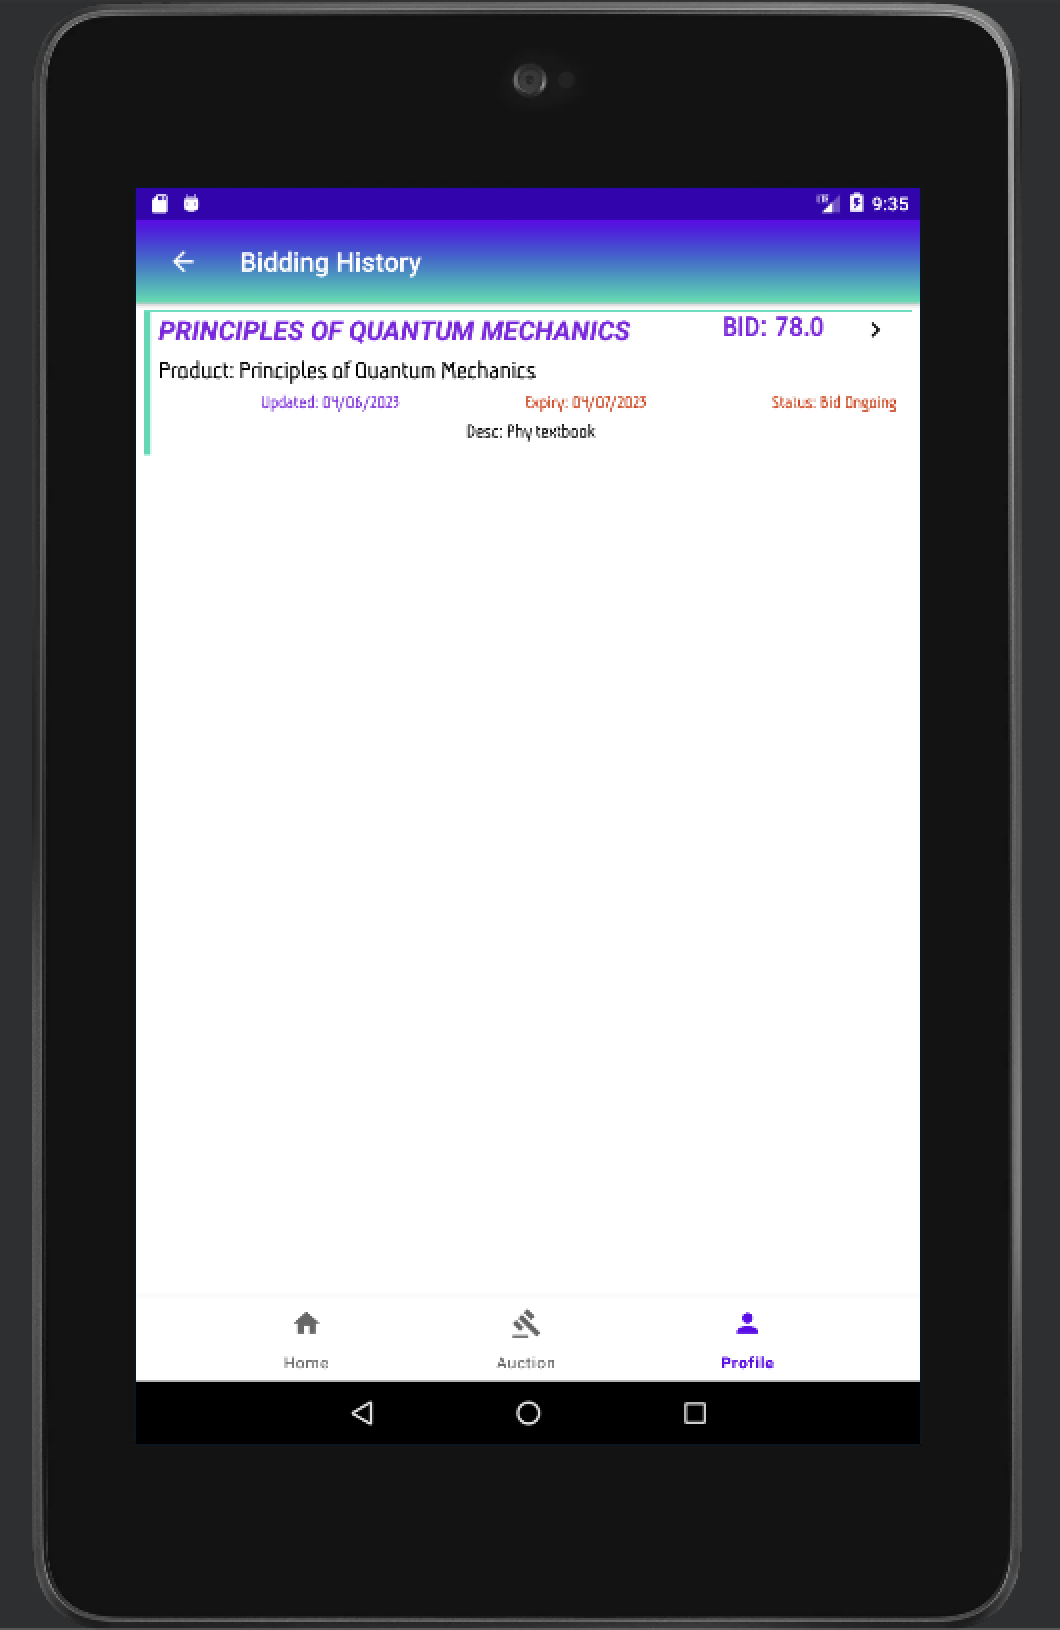 9:35
Bidding History
PRINCIPLES OF QUANTUM MECHANICS BID: 78.0
Product: Principles of Quantum Mechanics
Updated: 04/06/2023 Expiry: 04/07/2023 Status: Bid Ongoing
Desc: Phy textbook
Home Auction Profile